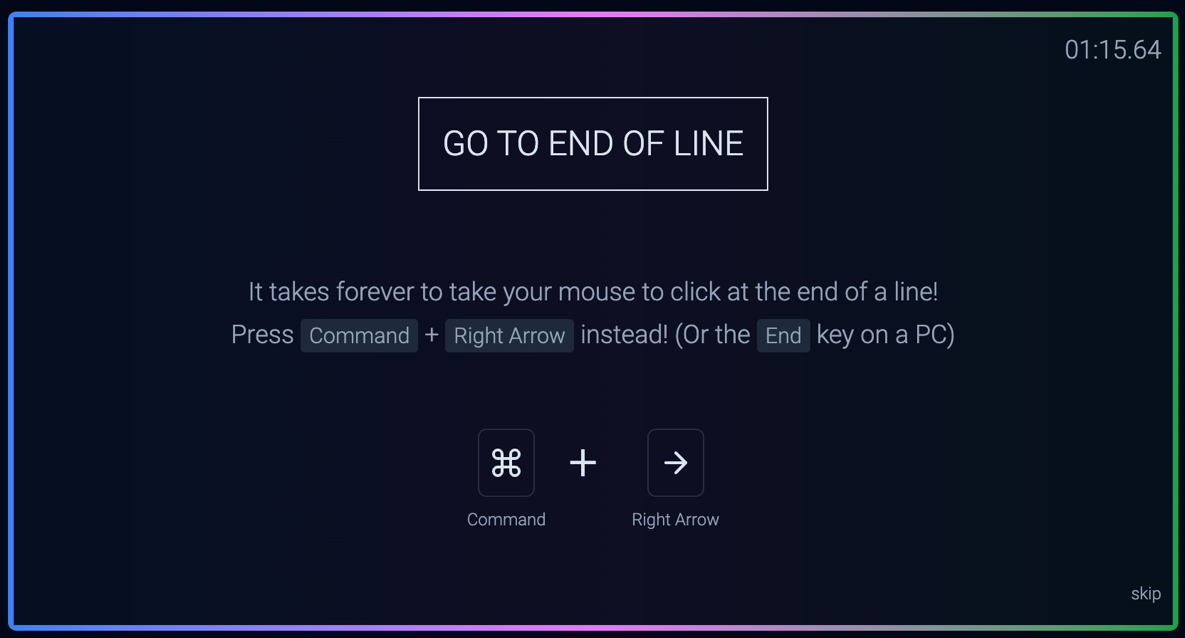 01:15.64
GO TO END OF LINE
It takes forever to take your mouse to click at the end of a line!
Press Command + Right Arrow instead! (Or the End key on a PC)
⌘ + →
Command Right Arrow
skip